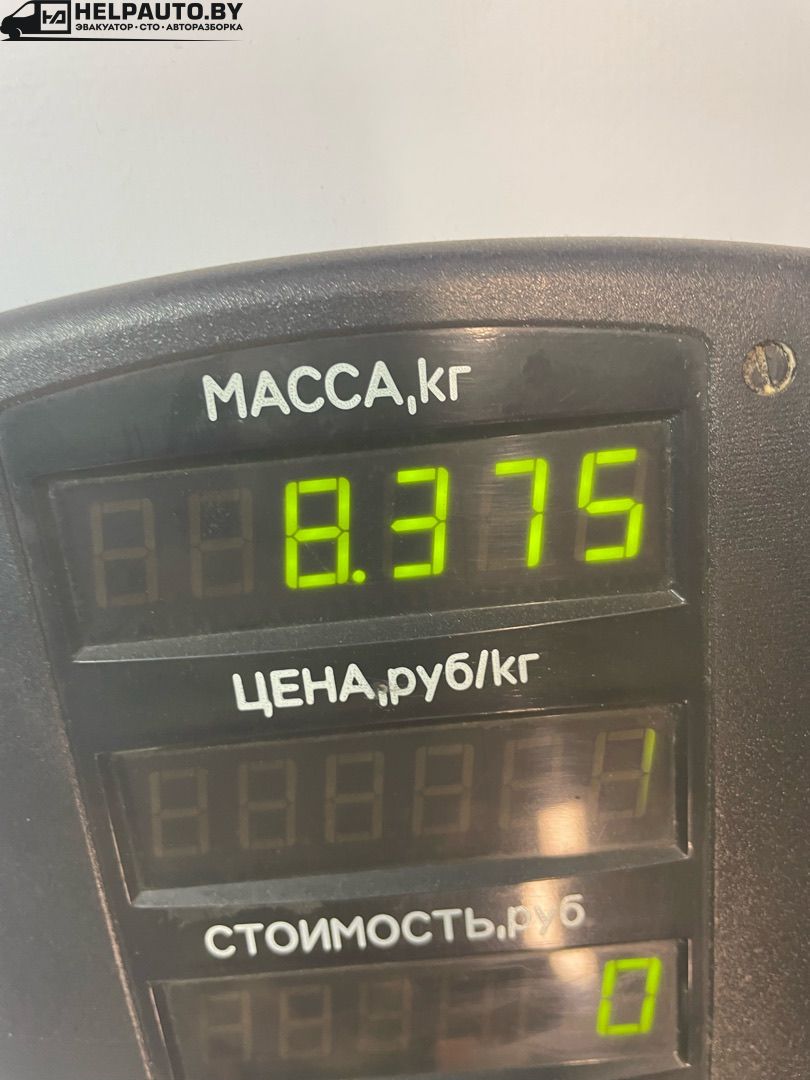 HELPAUTO.BY
ЭВАКУАТОР • СТО • АВТОРАЗБОРКА
МАССА,кг
8.375
ЦЕНА,руб/кг
1
СТОИМОСТЬ,руб
0